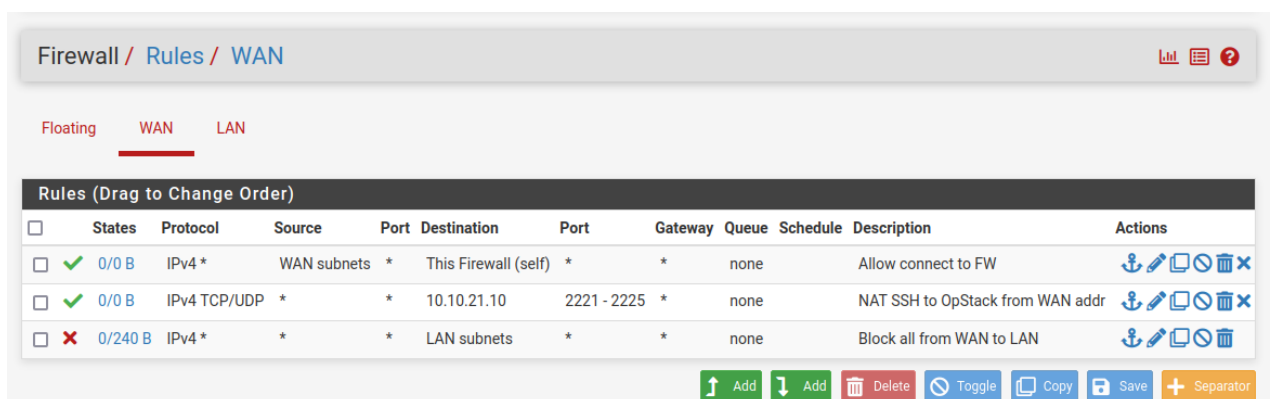 Firewall / Rules / WAN
Floating WAN LAN
Rules (Drag to Change Order)
States Protocol Source Port Destination Port Gateway Queue Schedule Description Actions
0/0 B IPv4 * WAN subnets * This Firewall (self) * * none Allow connect to FW
0/0 B IPv4 TCP/UDP * * 10.10.21.10 2221 - 2225 * none NAT SSH to OpStack from WAN addr
0/240 B IPv4 * * * LAN subnets * * none Block all from WAN to LAN
Add Add Delete Toggle Copy Save Separator